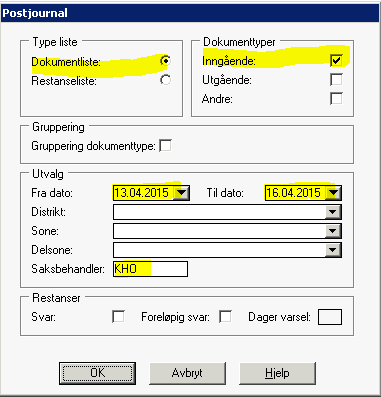 Postjournal
Type liste
Dokumentliste:
Restanseliste:
Dokumenttyper
Inngående:
Utgående:
Andre:
Gruppering
Gruppering dokumenttype:
Utvalg
Fra dato: 13.04.2015 Til dato: 16.04.2015
Distrikt:
Sone:
Delsone:
Saksbehandler: KHO
Restanser
Svar: Foreløpig svar: Dager varsel:
OK Avbryt Hjelp